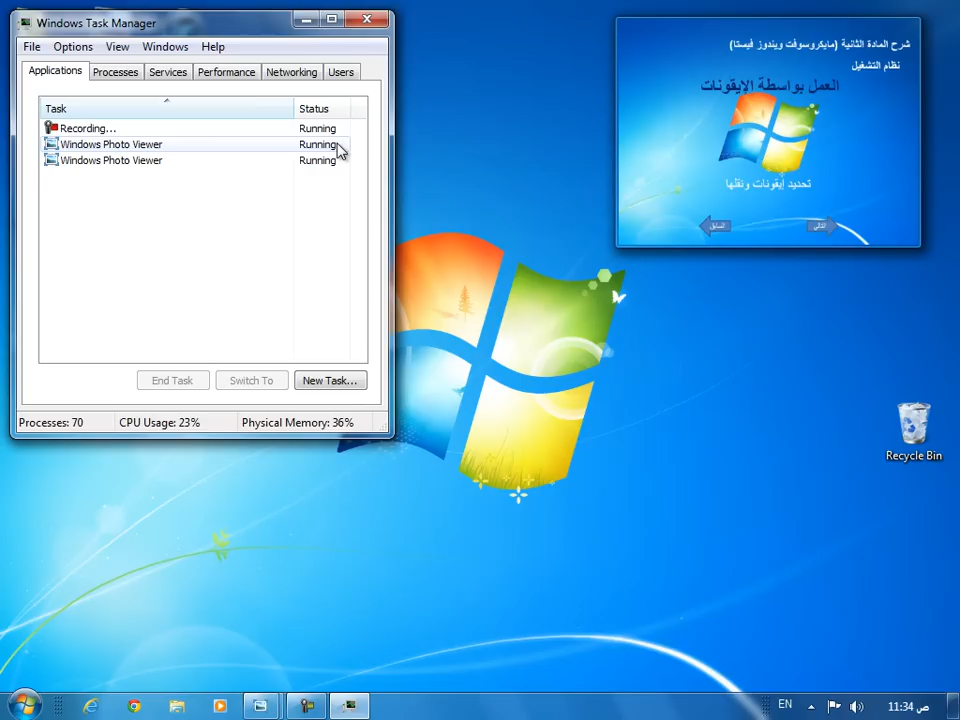 Windows Task Manager
File Options View Windows Help
Applications Processes Services Performance Networking Users
Task Status
Recording... Running
Windows Photo Viewer Running
Windows Photo Viewer Running
End Task Switch To New Task...
Processes: 70 CPU Usage: 23% Physical Memory: 36%
شرح المادة الثانية (مايكروسوفت ويندوز فيستا)
نظام التشغيل
العمل بواسطة الإيقونات
تحديد إيقونات ونقلها
التالي
السابق
Recycle Bin
EN
11:34 ص